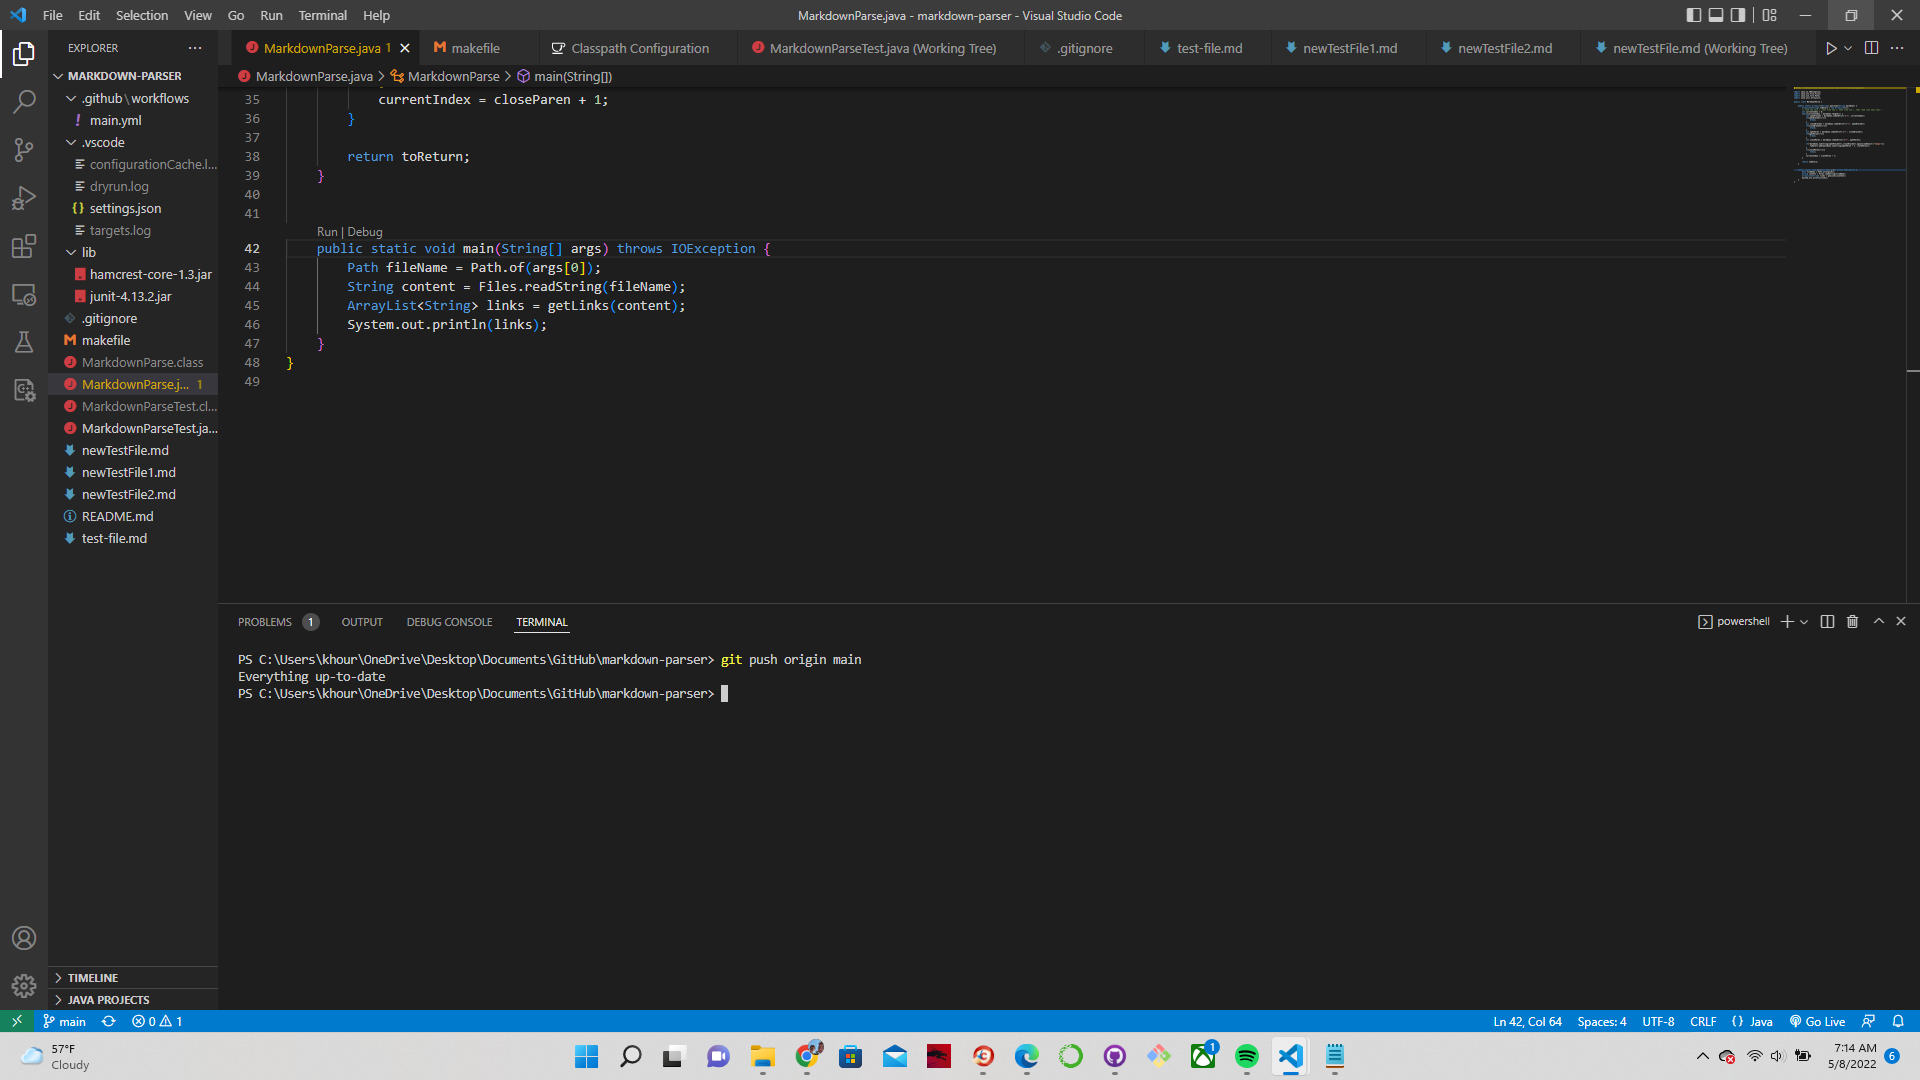 File Edit Selection View Go Run Terminal Help
MarkdownParse.java - markdown-parser - Visual Studio Code
EXPLORER
MarkdownParse.java 1
makefile
Classpath Configuration
MarkdownParseTest.java (Working Tree)
.gitignore
test-file.md
newTestFile1.md
newTestFile2.md
newTestFile.md (Working Tree)
MARKDOWN-PARSER
.github\workflows
main.yml
.vscode
configurationCache.l...
dryrun.log
settings.json
targets.log
lib
hamcrest-core-1.3.jar
junit-4.13.2.jar
.gitignore
makefile
MarkdownParse.class
MarkdownParse.j... 1
MarkdownParseTest.cl...
MarkdownParseTest.ja...
newTestFile.md
newTestFile1.md
newTestFile2.md
README.md
test-file.md
TIMELINE
JAVA PROJECTS
MarkdownParse.java > MarkdownParse > main(String[])
35 currentIndex = closeParen + 1;
36 }
37
38 return toReturn;
39 }
40
41
Run | Debug
42 public static void main(String[] args) throws IOException {
43 Path fileName = Path.of(args[0]);
44 String content = Files.readString(fileName);
45 ArrayList<String> links = getLinks(content);
46 System.out.println(links);
47 }
48 }
49
PROBLEMS 1 OUTPUT DEBUG CONSOLE TERMINAL
powershell
PS C:\Users\khour\OneDrive\Desktop\Documents\GitHub\markdown-parser> git push origin main
Everything up-to-date
PS C:\Users\khour\OneDrive\Desktop\Documents\GitHub\markdown-parser>
main 0 1
Ln 42, Col 64 Spaces: 4 UTF-8 CRLF {} Java Go Live
57°F
Cloudy
1
7:14 AM
5/8/2022
6